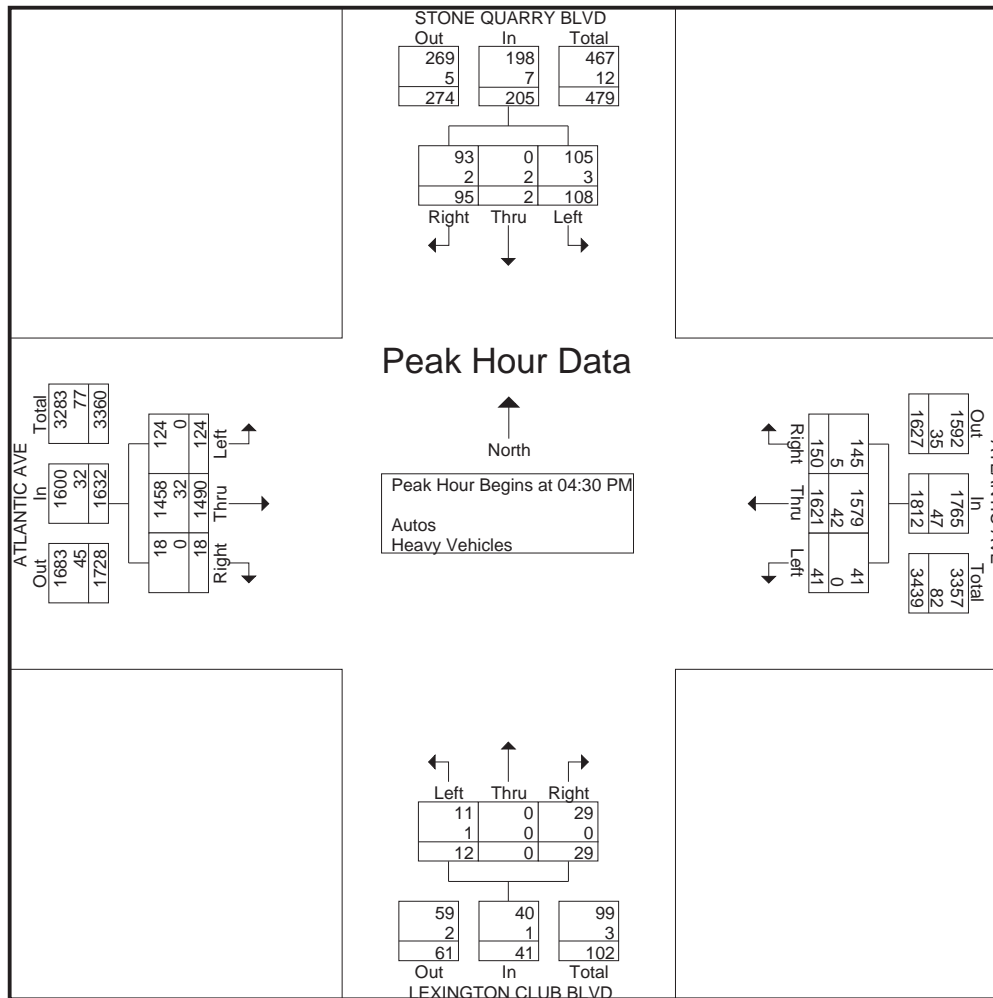 STONE QUARRY BLVD
Out In Total
269 198 467
5 7 12
274 205 479
93 0 105
2 2 3
95 2 108
Right Thru Left
ATLANTIC AVE
Total In Out
3283 1600 1683
77 32 45
3360 1632 1728
124 1458 18
0 32 0
124 1490 18
Left Thru Right
Peak Hour Data
North
Peak Hour Begins at 04:30 PM
Autos
Heavy Vehicles
Right Thru Left
150 1621 41
5 42 0
145 1579 41
1627 1812 3439
35 47 82
1592 1765 3357
Out In Total
ATLANTIC AVE
Left Thru Right
11 0 29
1 0 0
12 0 29
59 40 99
2 1 3
61 41 102
Out In Total
LEXINGTON CLUB BLVD